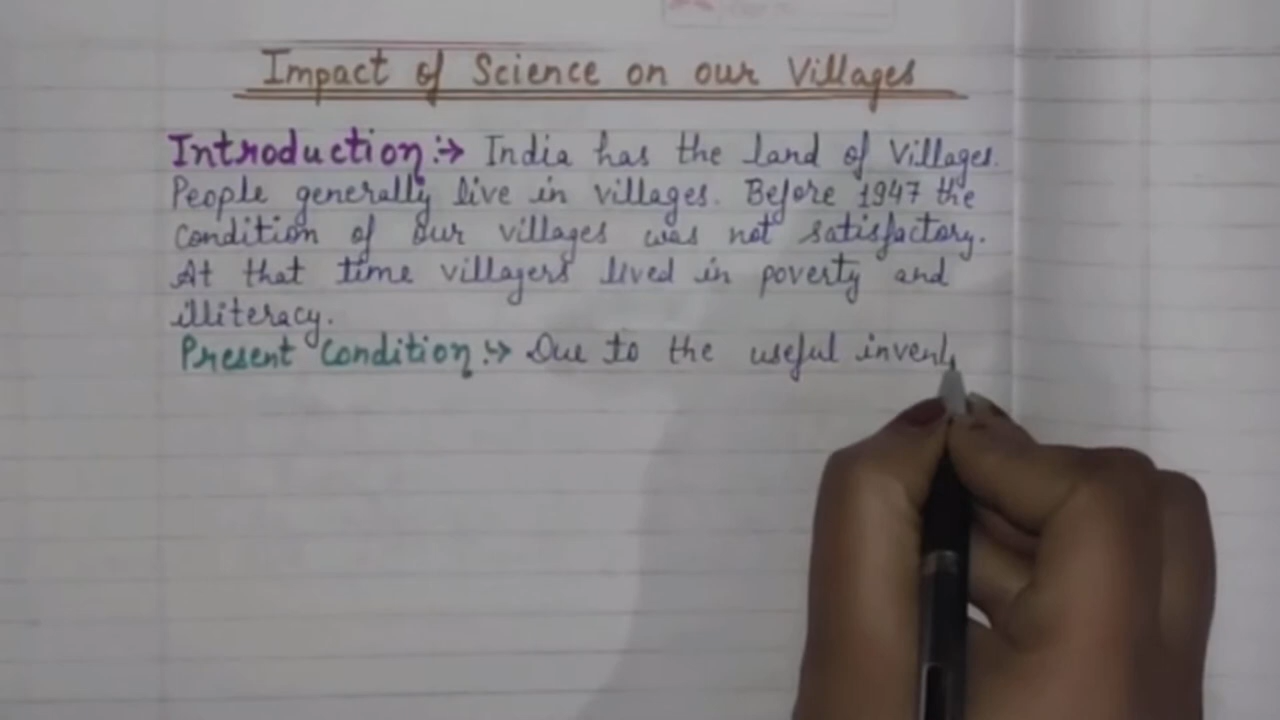 Impact of Science on our Villages
Introduction:→ India has the land of Villages.
People generally live in villages. Before 1947 the
condition of our villages was not satisfactory.
At that time villagers lived in poverty and
illiteracy.
Present Condition:→ Due to the useful invent